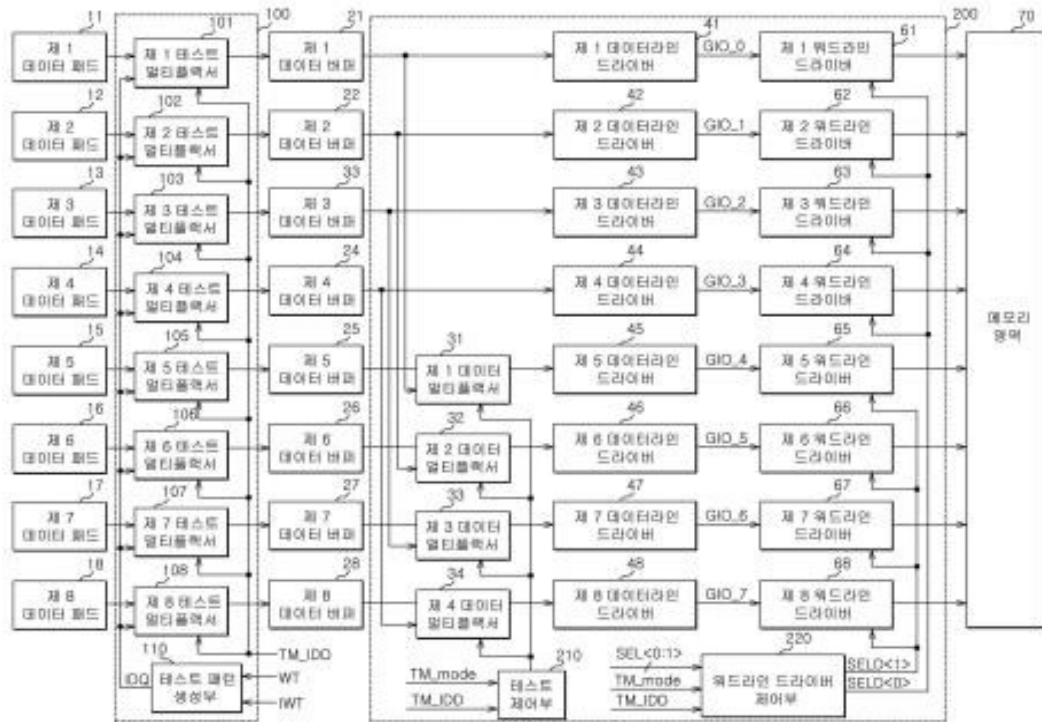 11
101
100
21
41
200
70
제 1
데이터 패드
제 1 테스트
멀티플랙서
제 1
데이터 버퍼
제 1 데이터라인
드라이버
GIO_0
61
제 1 워드라인
드라이버
12
102
22
42
62
제 2
데이터 패드
제 2 테스트
멀티플랙서
제 2
데이터 버퍼
제 2 데이터라인
드라이버
GIO_1
제 2 워드라인
드라이버
13
103
33
43
63
제 3
데이터 패드
제 3 테스트
멀티플랙서
제 3
데이터 버퍼
제 3 데이터라인
드라이버
GIO_2
제 3 워드라인
드라이버
14
104
24
44
64
제 4
데이터 패드
제 4 테스트
멀티플랙서
제 4
데이터 버퍼
제 4 데이터라인
드라이버
GIO_3
제 4 워드라인
드라이버
메모리
영역
15
105
25
31
45
65
제 5
데이터 패드
제 5 테스트
멀티플랙서
제 5
데이터 버퍼
제 1 데이터
멀티플랙서
제 5 데이터라인
드라이버
GIO_4
제 5 워드라인
드라이버
16
106
26
32
46
66
제 6
데이터 패드
제 6 테스트
멀티플랙서
제 6
데이터 버퍼
제 2 데이터
멀티플랙서
제 6 데이터라인
드라이버
GIO_5
제 6 워드라인
드라이버
17
107
27
33
47
67
제 7
데이터 패드
제 7 테스트
멀티플랙서
제 7
데이터 버퍼
제 3 데이터
멀티플랙서
제 7 데이터라인
드라이버
GIO_6
제 7 워드라인
드라이버
18
108
28
34
48
68
제 8
데이터 패드
제 8 테스트
멀티플랙서
제 8
데이터 버퍼
제 4 데이터
멀티플랙서
제 8 데이터라인
드라이버
GIO_7
제 8 워드라인
드라이버
110
IDQ
테스트 패턴
생성부
TM_IDD
WT
IWT
TM_mode
TM_IDD
210
테스트
제어부
SEL<0:1>
TM_mode
TM_IDD
220
워드라인 드라이버
제어부
SELD<1>
SELD<0>